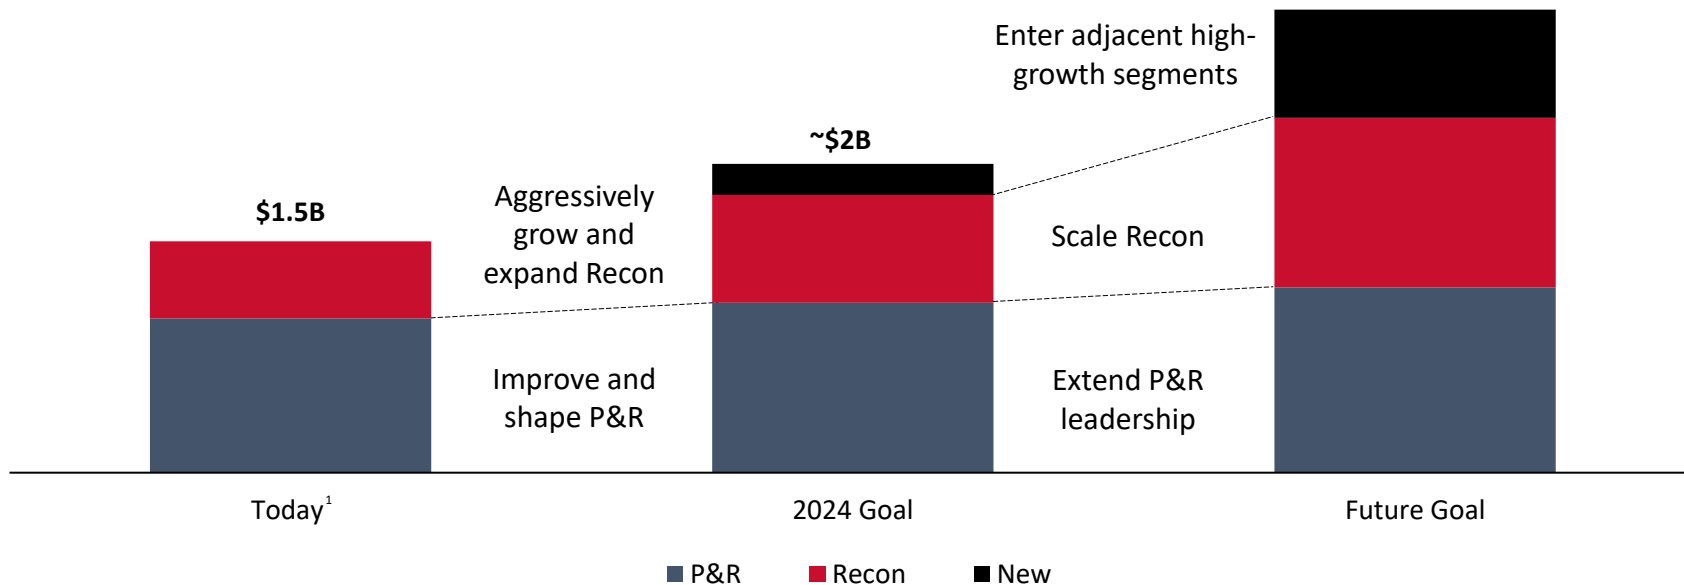 Enter adjacent high-
growth segments
~$2B
$1.5B
Aggressively
grow and
expand Recon
Scale Recon
Improve and
shape P&R
Extend P&R
leadership
Today¹
2024 Goal
Future Goal
P&R
Recon
New